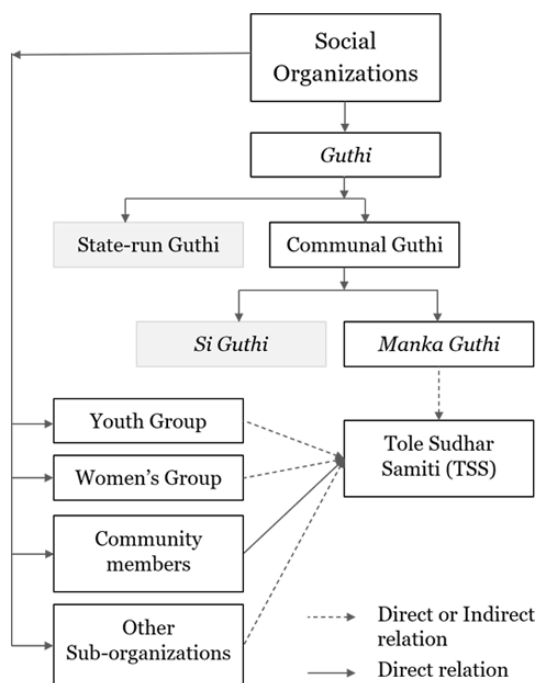 Social
Organizations
Guthi
State-run Guthi
Communal Guthi
Si Guthi
Manka Guthi
Youth Group
Women's Group
Community
members
Other
Sub-organizations
Tole Sudhar
Samiti (TSS)
Direct or Indirect
relation
Direct relation